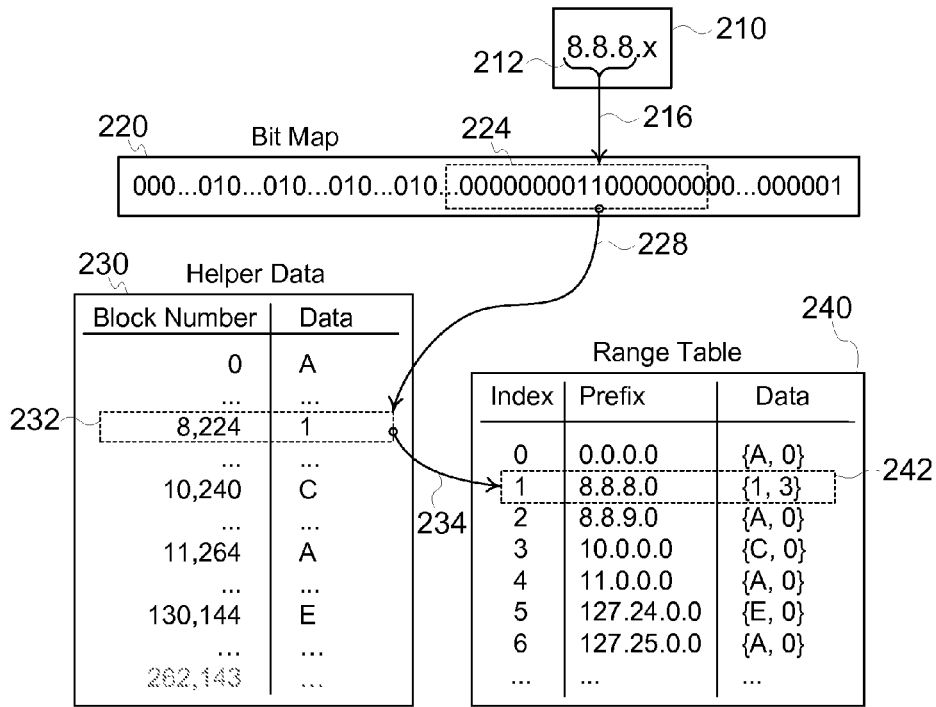 210
8.8.8.x
212
216
220
Bit Map
224
000...010...010...010...010...000000000110000000000...000001
228
230
Helper Data
Block Number Data
0 A
... ...
232
8,224 1
... ...
10,240 C
... ...
11,264 A
... ...
130,144 E
... ...
262,143 ...
234
240
Range Table
Index Prefix Data
0 0.0.0.0 {A, 0}
1 8.8.8.0 {1, 3}
242
2 8.8.9.0 {A, 0}
3 10.0.0.0 {C, 0}
4 11.0.0.0 {A, 0}
5 127.24.0.0 {E, 0}
6 127.25.0.0 {A, 0}
... ... ...